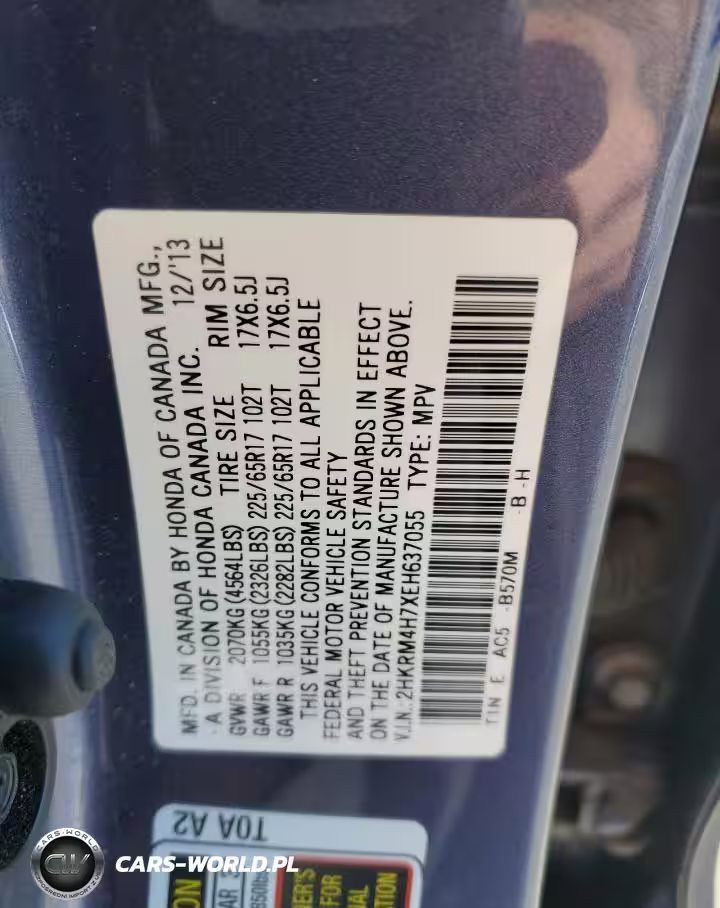 MFD. IN CANADA BY HONDA OF CANADA MFG.,
- A DIVISION OF HONDA CANADA INC. 12/'13
GVWR 2070KG (4564LBS) TIRE SIZE RIM SIZE
GAWR F 1055KG (2326LBS) 225/65R17 102T 17X6.5J
GAWR R 1035KG (2282LBS) 225/65R17 102T 17X6.5J
THIS VEHICLE CONFORMS TO ALL APPLICABLE
FEDERAL MOTOR VEHICLE SAFETY
AND THEFT PREVENTION STANDARDS IN EFFECT
ON THE DATE OF MANUFACTURE SHOWN ABOVE.
V.I.N.: 2HKRM4H7XEH637055 TYPE: MPV
TIN E AC5 -B570M -B -H
T0A A2
CARS-WORLD
CW
CARS-WORLD.PL